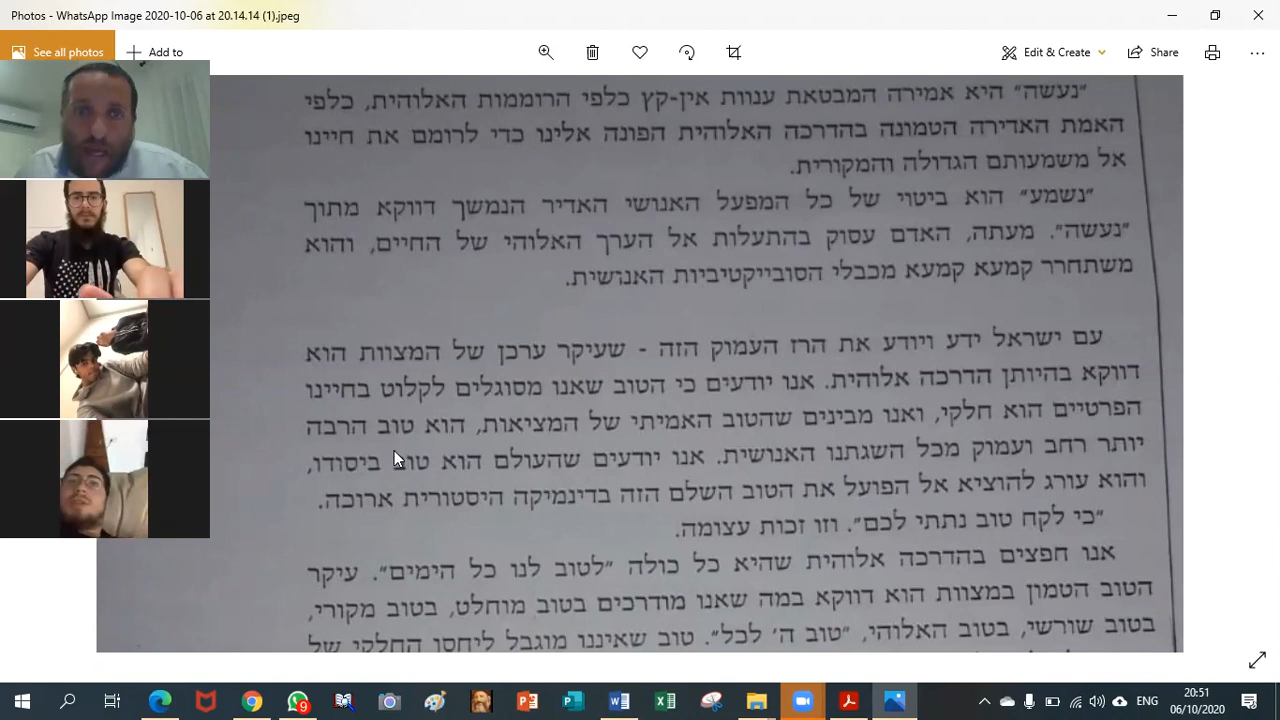 Photos - WhatsApp Image 2020-10-06 at 20.14.14 (1).jpeg
See all photos
Add to
Edit & Create
Share
"נעשה" היא אמירה המבטאת ענוות אין-קץ כלפי הרוממות האלוהית, כלפי
האמת האדירה הטמונה בהדרכה האלוהית הפונה אלינו כדי לרומם את חיינו
אל משמעותם הגדולה והמקורית.
"נשמע" הוא ביטוי של כל המפעל האנושי האדיר הנמשך דווקא מתוך
"נעשה". מעתה, האדם עסוק בהתעלות אל הערך האלוהי של החיים, והוא
משתחרר קמעא קמעא מכבלי הסובייקטיביות האנושית.
עם ישראל ידע ויודע את הרז העמוק הזה - שעיקר ערכן של המצוות הוא
דווקא בהיותן הדרכה אלוהית. אנו יודעים כי הטוב שאנו מסוגלים לקלוט בחיינו
הפרטיים הוא חלקי, ואנו מבינים שהטוב האמיתי של המציאות, הוא טוב הרבה
יותר רחב ועמוק מכל השגתנו האנושית. אנו יודעים שהעולם הוא טוב ביסודו,
והוא עורג להוציא אל הפועל את הטוב השלם הזה בדינמיקה היסטורית ארוכה.
"כי לקח טוב נתתי לכם". וזו זכות עצומה.
אנו חפצים בהדרכה אלוהית שהיא כל כולה "לטוב לנו כל הימים". עיקר
הטוב הטמון במצוות הוא דווקא במה שאנו מודרכים בטוב מוחלט, בטוב מקורי,
בטוב שורשי, בטוב האלוהי, "טוב ה' לכל". טוב שאיננו מוגבל ליחסו החלקי של
9
ENG
20:51
06/10/2020